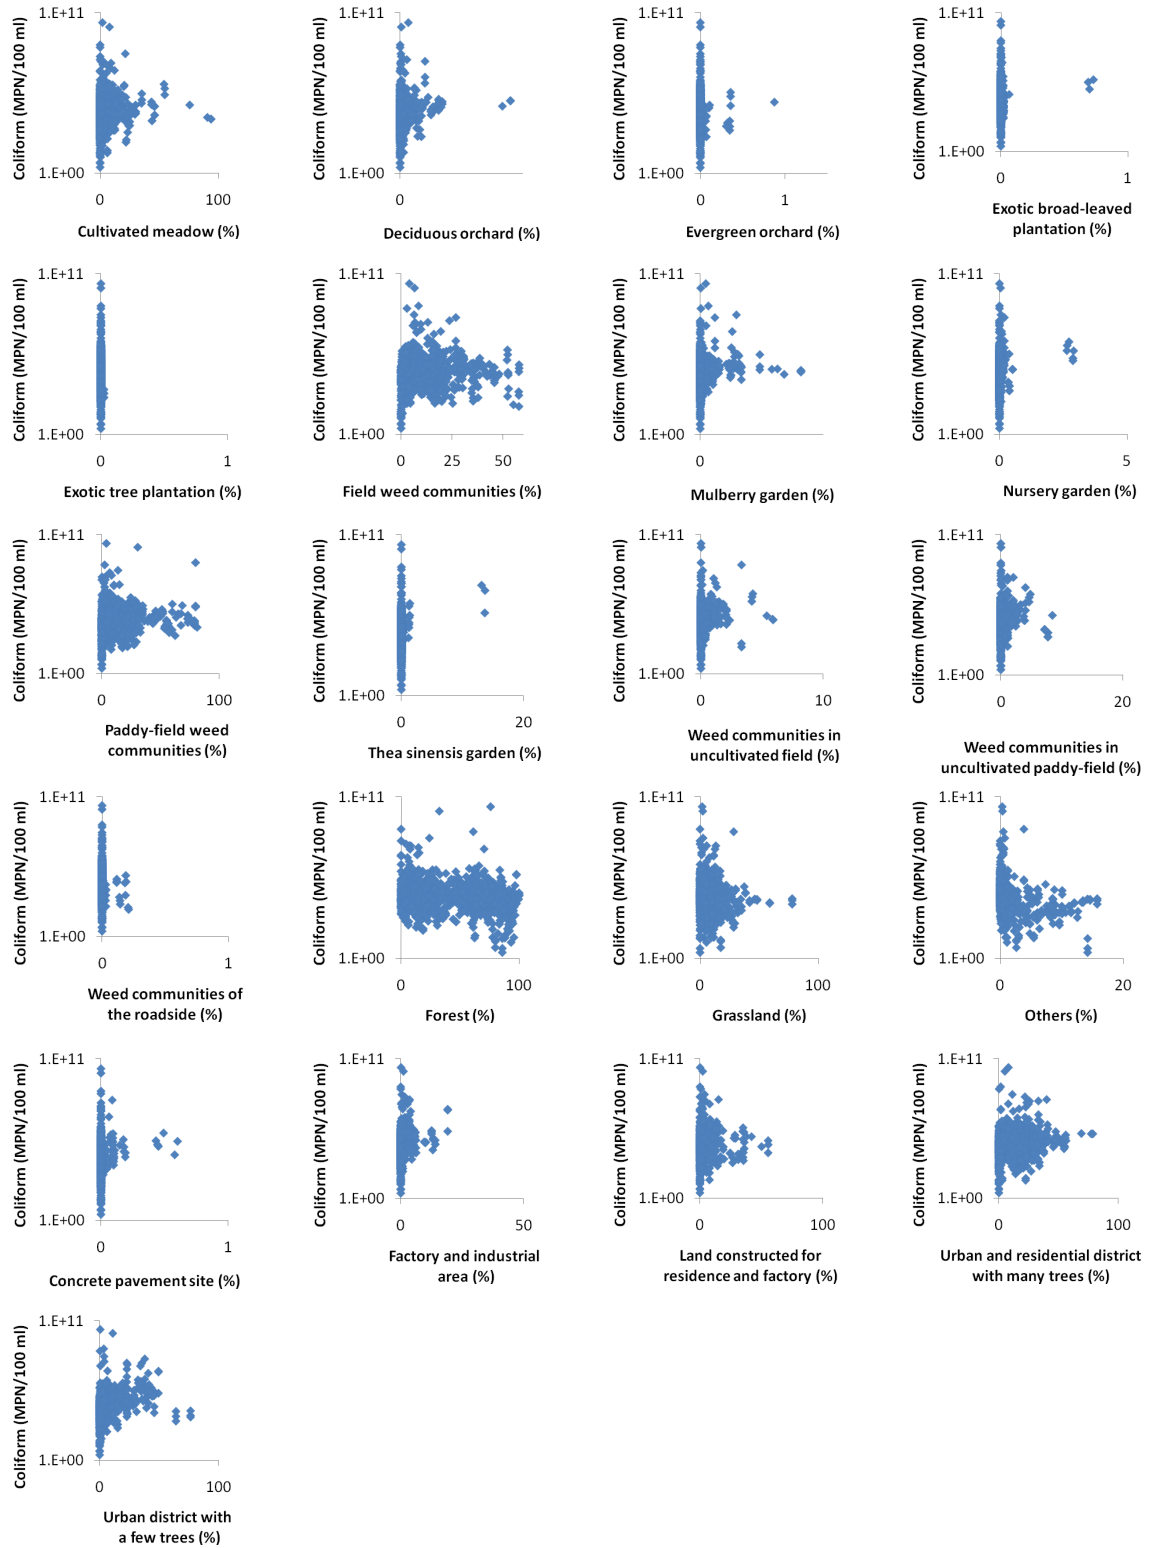 1.E+11
Coliform (MPN/100 ml)
1.E+00
0 100
Cultivated meadow (%)
1.E+11
Coliform (MPN/100 ml)
1.E+00
0
Deciduous orchard (%)
1.E+11
Coliform (MPN/100 ml)
1.E+00
0 1
Evergreen orchard (%)
1.E+11
Coliform (MPN/100 ml)
1.E+00
0 1
Exotic broad-leaved
plantation (%)
1.E+11
Coliform (MPN/100 ml)
1.E+00
0 1
Exotic tree plantation (%)
1.E+11
Coliform (MPN/100 ml)
1.E+00
0 25 50
Field weed communities (%)
1.E+11
Coliform (MPN/100 ml)
1.E+00
0
Mulberry garden (%)
1.E+11
Coliform (MPN/100 ml)
1.E+00
0 5
Nursery garden (%)
1.E+11
Coliform (MPN/100 ml)
1.E+00
0 100
Paddy-field weed
communities (%)
1.E+11
Coliform (MPN/100 ml)
1.E+00
0 20
Thea sinensis garden (%)
1.E+11
Coliform (MPN/100 ml)
1.E+00
0 10
Weed communities in
uncultivated field (%)
1.E+11
Coliform (MPN/100 ml)
1.E+00
0 20
Weed communities in
uncultivated paddy-field (%)
1.E+11
Coliform (MPN/100 ml)
1.E+00
0 1
Weed communities of
the roadside (%)
1.E+11
Coliform (MPN/100 ml)
1.E+00
0 100
Forest (%)
1.E+11
Coliform (MPN/100 ml)
1.E+00
0 100
Grassland (%)
1.E+11
Coliform (MPN/100 ml)
1.E+00
0 20
Others (%)
1.E+11
Coliform (MPN/100 ml)
1.E+00
0 1
Concrete pavement site (%)
1.E+11
Coliform (MPN/100 ml)
1.E+00
0 50
Factory and industrial
area (%)
1.E+11
Coliform (MPN/100 ml)
1.E+00
0 100
Land constructed for
residence and factory (%)
1.E+11
Coliform (MPN/100 ml)
1.E+00
0 100
Urban and residential district
with many trees (%)
1.E+11
Coliform (MPN/100 ml)
1.E+00
0 100
Urban district with
a few trees (%)